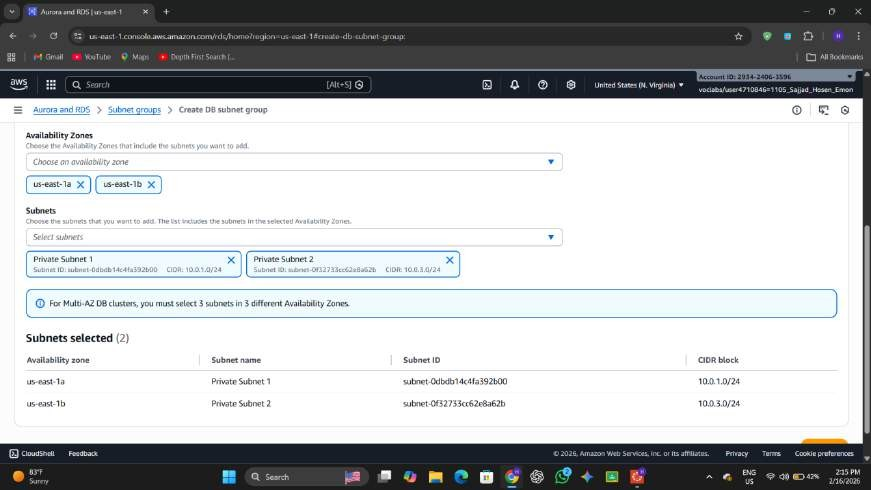 Aurora and RDS | us-east-1
us-east-1.console.aws.amazon.com/rds/home?region=us-east-1#create-db-subnet-group:
Gmail YouTube Maps Depth First Search (... All Bookmarks
aws Search [Alt+S] United States (N. Virginia) Account ID: 2934-2406-3596
voclabs/user4710846=1105_Sajjad_Hosen_Emon
Aurora and RDS > Subnet groups > Create DB subnet group
Availability Zones
Choose the Availability Zones that include the subnets you want to add.
Choose an availability zone
us-east-1a us-east-1b
Subnets
Choose the subnets that you want to add. The list includes the subnets in the selected Availability Zones.
Select subnets
Private Subnet 1 Private Subnet 2
Subnet ID: subnet-0dbdb14c4fa392b00 CIDR: 10.0.1.0/24 Subnet ID: subnet-0f32733cc62e8a62b CIDR: 10.0.3.0/24
For Multi-AZ DB clusters, you must select 3 subnets in 3 different Availability Zones.
Subnets selected (2)
Availability zone Subnet name Subnet ID CIDR block
us-east-1a Private Subnet 1 subnet-0dbdb14c4fa392b00 10.0.1.0/24
us-east-1b Private Subnet 2 subnet-0f32733cc62e8a62b 10.0.3.0/24
CloudShell Feedback © 2026, Amazon Web Services, Inc. or its affiliates. Privacy Terms Cookie preferences
83°F
Sunny
Search
ENG
US
42%
2:15 PM
2/16/2026